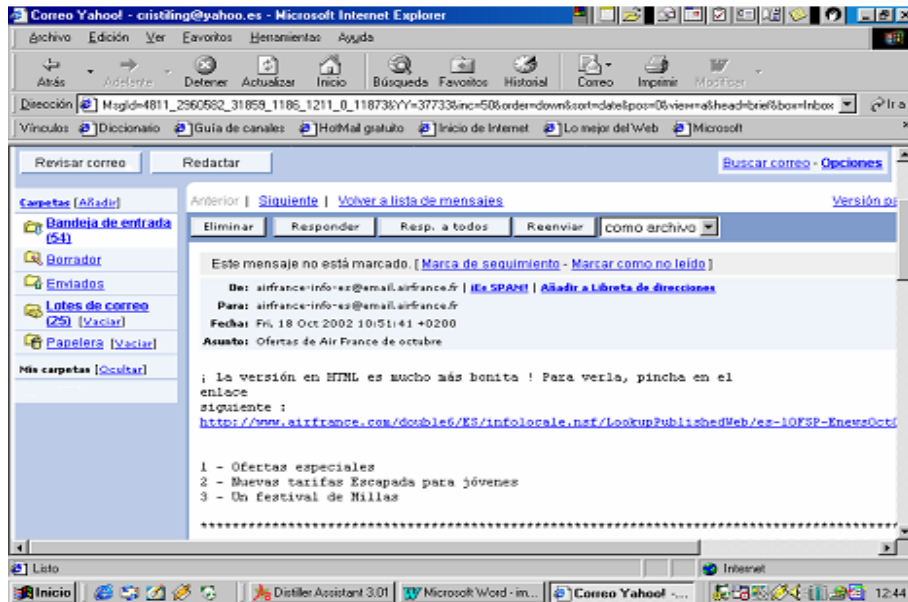 Correo Yahoo! - cristiling@yahoo.es - Microsoft Internet Explorer
Archivo Edición Ver Favoritos Herramientas Ayuda
Atrás Adelante Detener Actualizar Inicio Búsqueda Favoritos Historial Correo Imprimir Modificar
Dirección MsgId=4811_2960582_31859_1186_1211_0_11873&YY=37733&inc=50&order=down&sort=date&pos=0&view=a&head=brief&box=Inbox Ir a
Vínculos Diccionario Guía de canales HotMail gratuito Inicio de Internet Lo mejor del Web Microsoft
Revisar correo Redactar Buscar correo - Opciones
Carpetas [Añadir]
Bandeja de entrada (54)
Borrador
Enviados
Lotes de correo (25) [Vaciar]
Papelera [Vaciar]
Mis carpetas [Ocultar]
Anterior | Siguiente | Volver a lista de mensajes Versión pa
Eliminar Responder Resp. a todos Reenviar como archivo
Este mensaje no está marcado. [ Marca de seguimiento - Marcar como no leído ]
De: airfrance-info-es@email.airfrance.fr | ¡Es SPAM! | Añadir a Libreta de direcciones
Para: airfrance-info-es@email.airfrance.fr
Fecha: Fri, 18 Oct 2002 10:51:41 +0200
Asunto: Ofertas de Air France de octubre
¡ La versión en HTML es mucho más bonita ! Para verla, pincha en el
enlace
siguiente :
http://www.airfrance.com/double6/ES/infolocale.nsf/LookupPublishedWeb/es-lOFSP-KnewsOct
1 - Ofertas especiales
2 - Nuevas tarifas Escapada para jóvenes
3 - Un festival de Millas
Listo Internet
Inicio Distiller Assistant 3.01 Microsoft Word - im... Correo Yahoo! -... 12:44